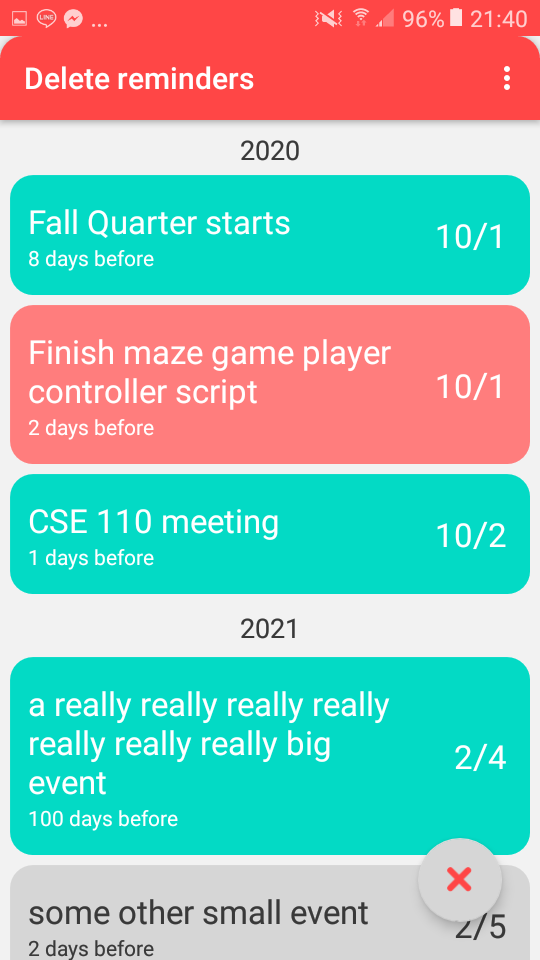 LINE ... 96% 21:40
Delete reminders
2020
Fall Quarter starts
8 days before
10/1
Finish maze game player
controller script
2 days before
10/1
CSE 110 meeting
1 days before
10/2
2021
a really really really really
really really really big
event
100 days before
2/4
some other small event
2 days before
2/5